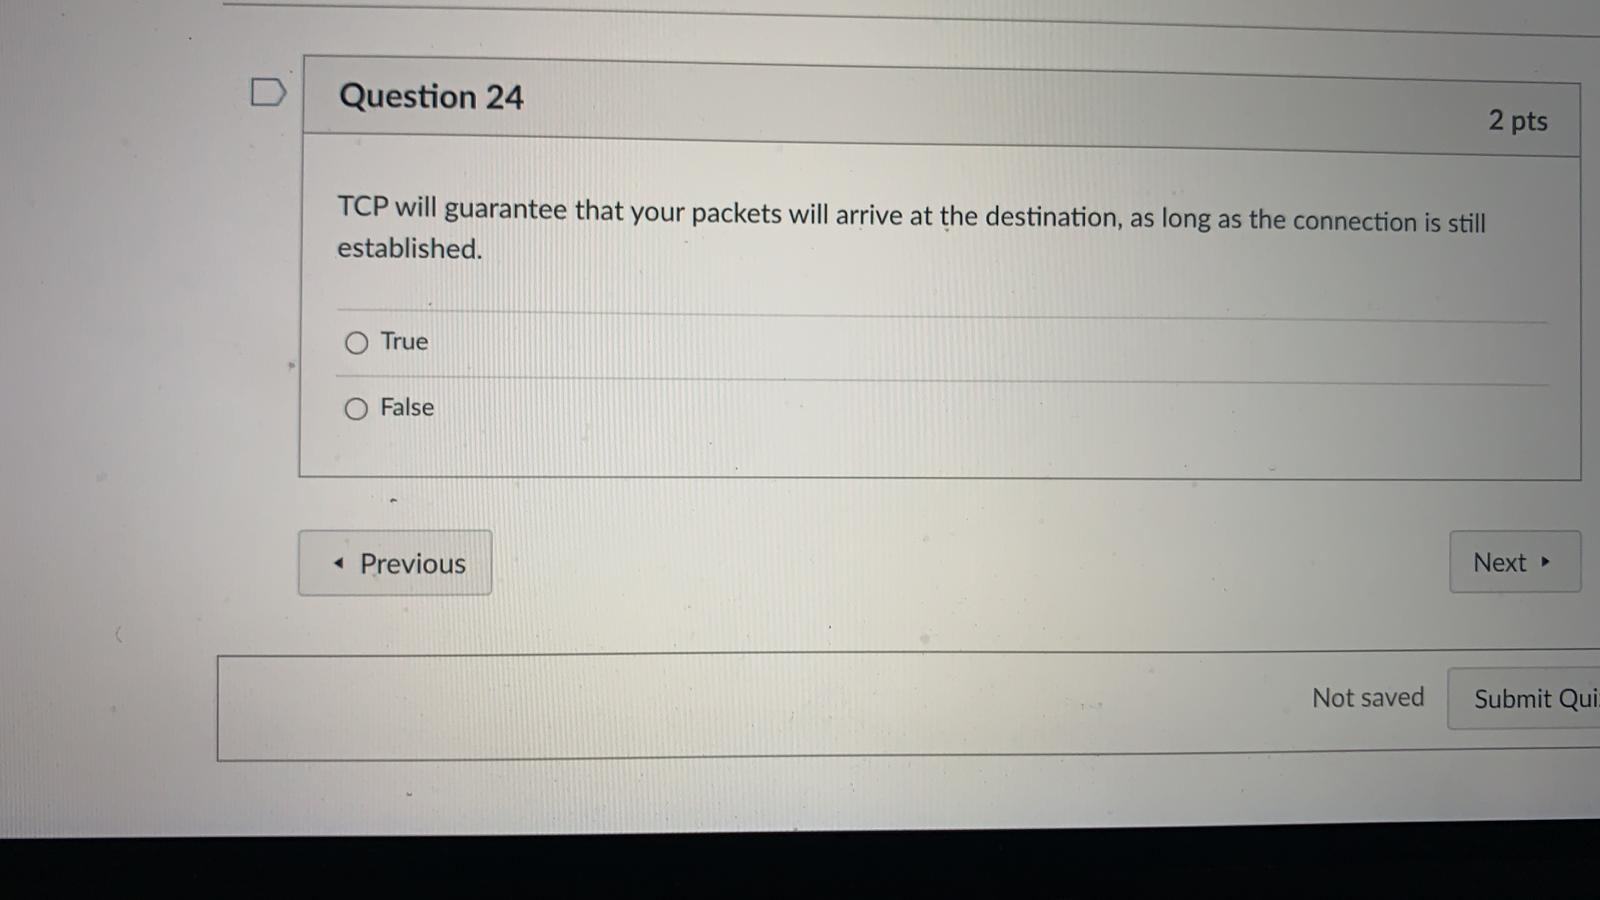 Question 24
2 pts
TCP will guarantee that your packets will arrive at the destination, as long as the connection is still
established.
True
False
Previous
Next
Not saved
Submit Qui